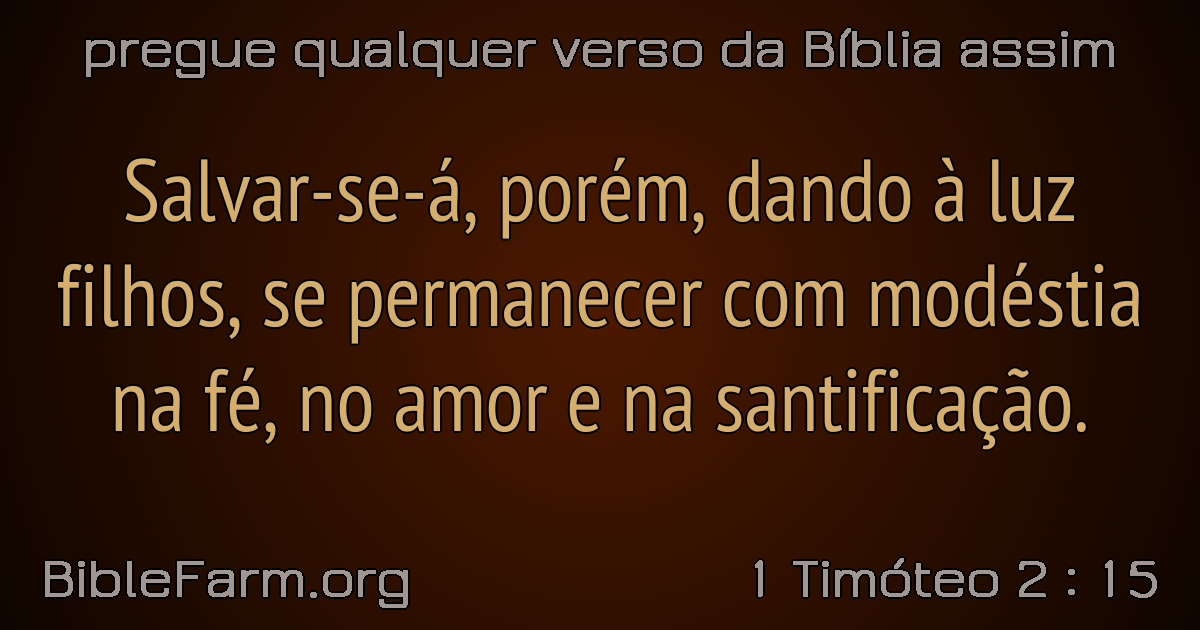 pregue qualquer verso da Bíblia assim
Salvar-se-á, porém, dando à luz
filhos, se permanecer com modéstia
na fé, no amor e na santificação.
BibleFarm.org
1 Timóteo 2 : 15